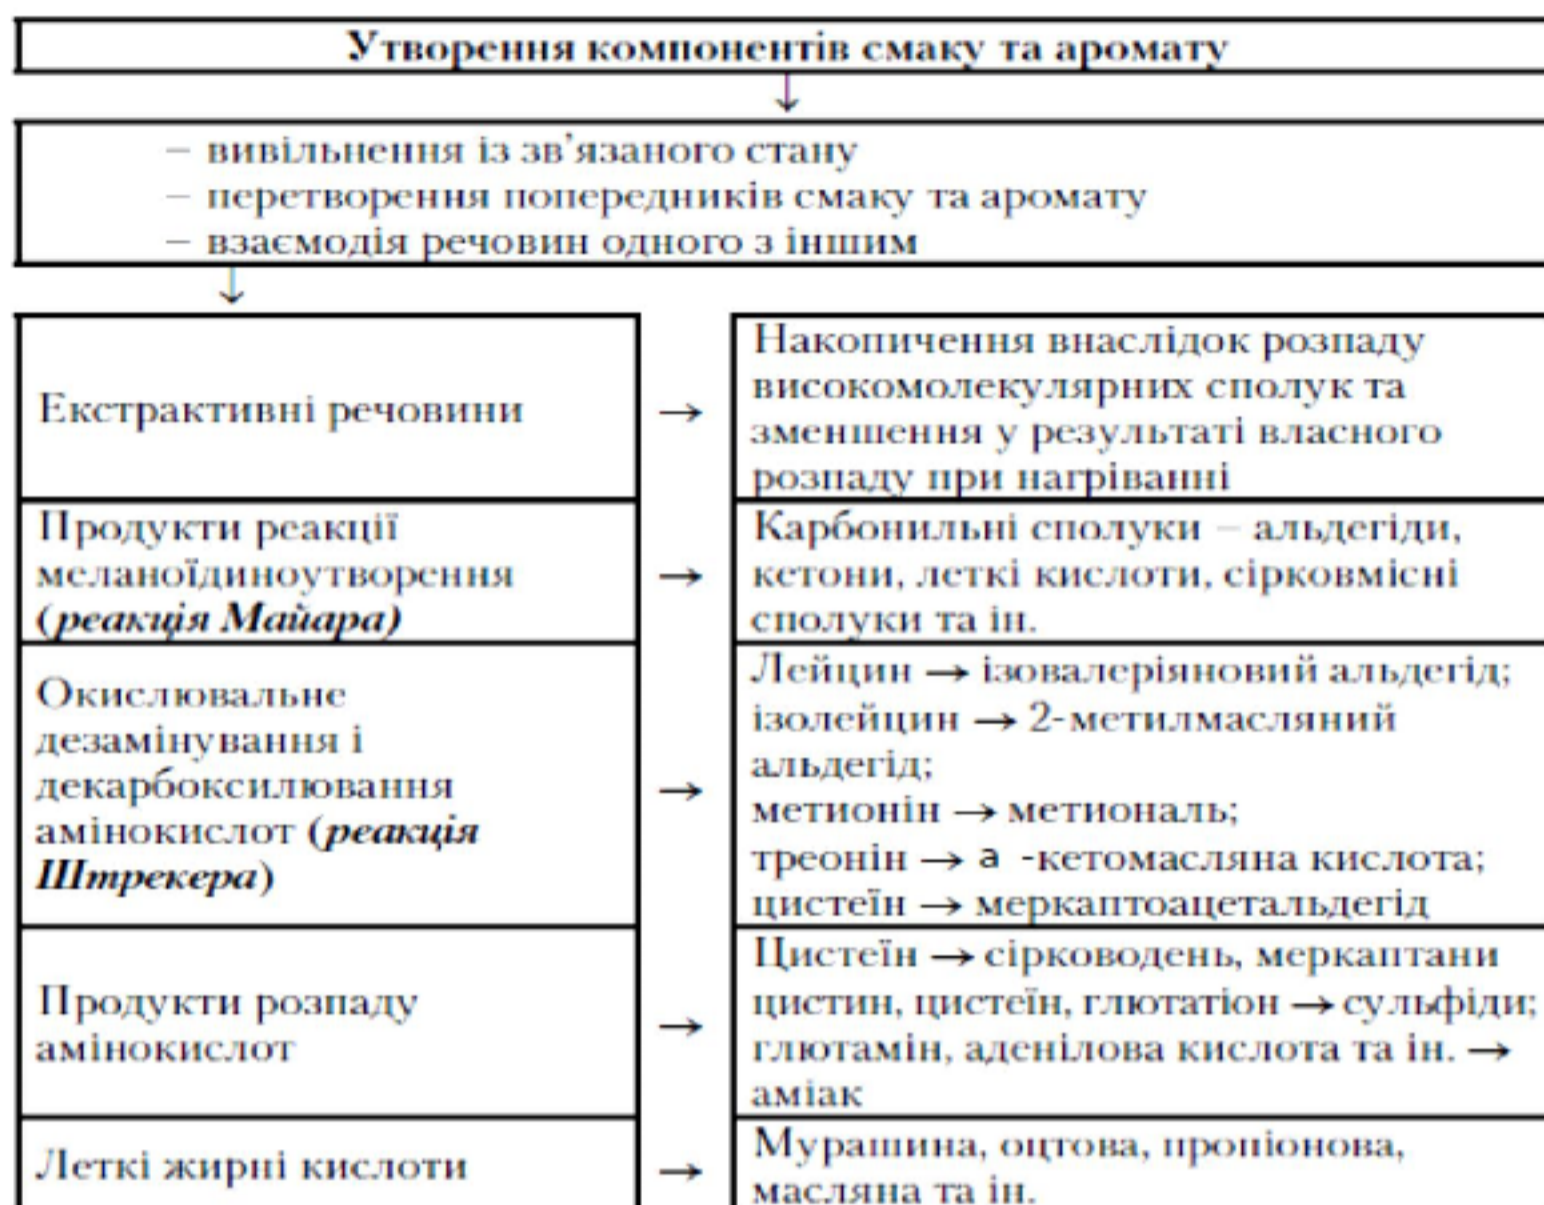 Утворення компонентів смаку та аромату
↓
– вивільнення із зв’язаного стану
– перетворення попередників смаку та аромату
– взаємодія речовин одного з іншим
↓
Екстрактивні речовини
→
Накопичення внаслідок розпаду
високомолекулярних сполук та
зменшення у результаті власного
розпаду при нагріванні
Продукти реакції
меланоїдиноутворення
(реакція Майара)
→
Карбонильні сполуки – альдегіди,
кетони, леткі кислоти, сірковмісні
сполуки та ін.
Окислювальне
дезамінування і
декарбоксилювання
амінокислот (реакція
Штрекера)
→
Лейцин → ізовалеріяновий альдегід;
ізолейцин → 2-метилмасляний
альдегід;
метионін → метиональ;
треонін → а -кетомасляна кислота;
цистеїн → меркаптоацетальдегід
Продукти розпаду
амінокислот
→
Цистеїн → сірководень, меркаптани
цистин, цистеїн, глютатіон → сульфіди;
глютамін, аденілова кислота та ін. →
аміак
Леткі жирні кислоти
→
Мурашина, оцтова, пропіонова,
масляна та ін.